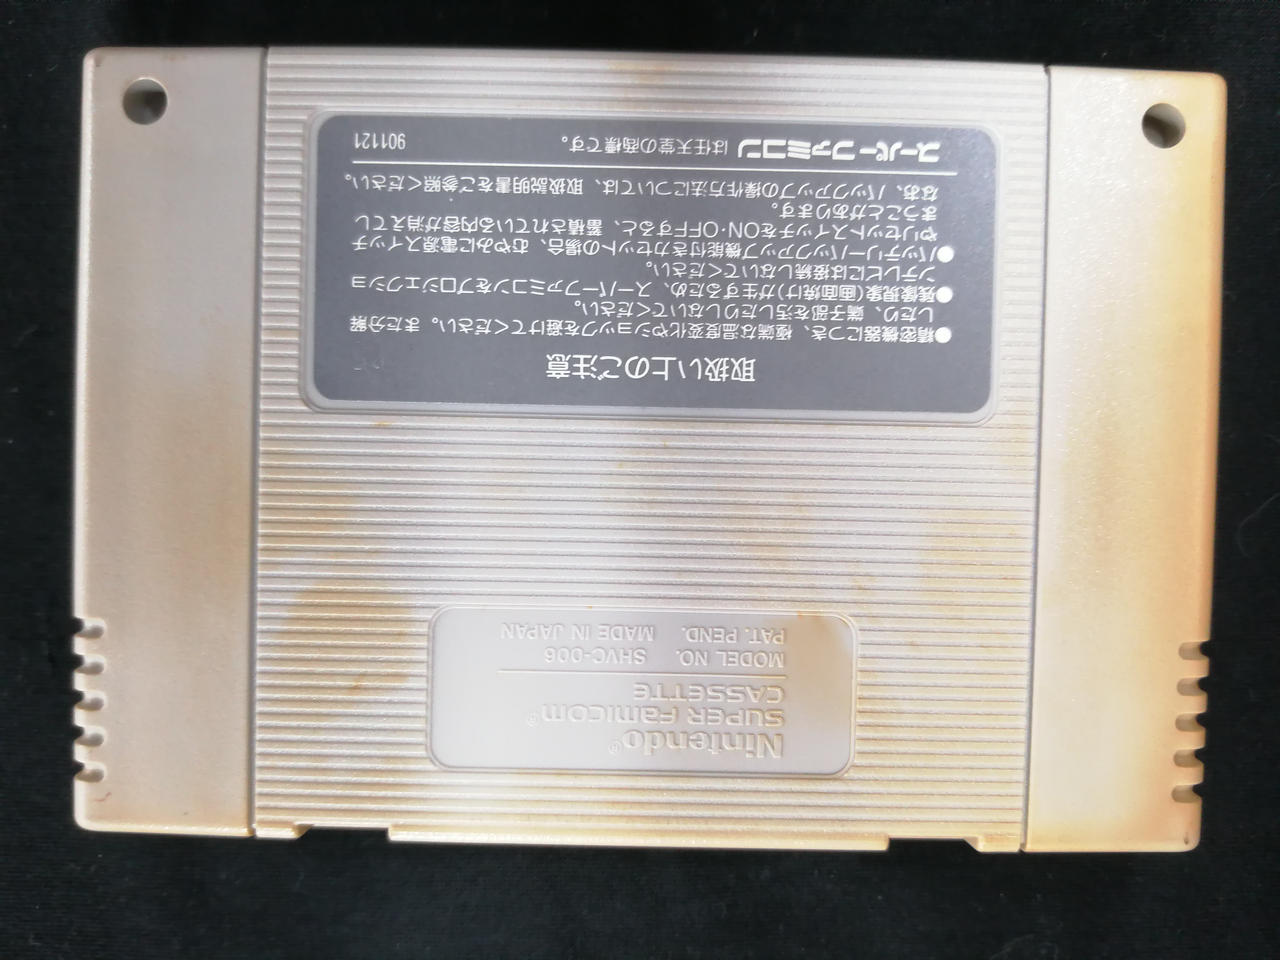 Nintendo®
SUPER FAMICOM®
CASSETTE
MODEL NO. SHVC-006
PAT. PEND. MADE IN JAPAN
取扱い上のご注意
●精密機器につき、極端な温度変化やショックを避けてください。また分解
したり、端子部を汚したりしないでください。
●残像現象(画面焼け)が生ずるため、スーパーファミコンをプロジェクショ
ンテレビには接続しないでください。
●バッテリーバックアップ機能付きカセットの場合、むやみに電源スイッチ
やリセットスイッチをON・OFFすると、蓄積されている内容が消えてし
まうことがあります。
なお、バックアップの操作方法については、取扱説明書をご参照ください。
スーパーファミコン は任天堂の商標です。 901121